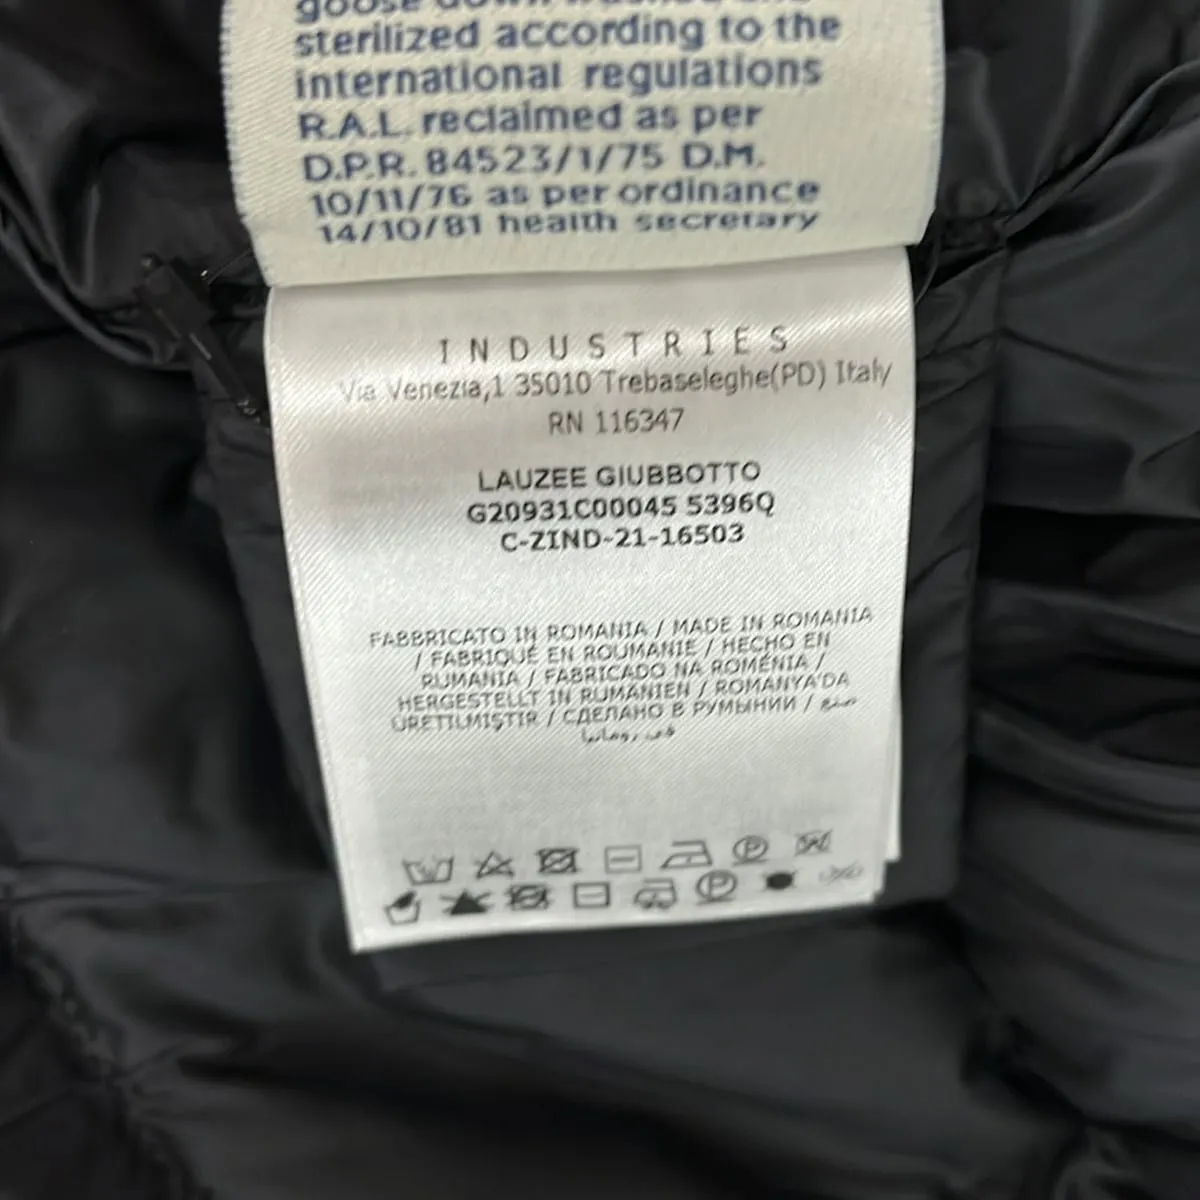 goose down washed and
sterilized according to the
international regulations
R.A.L. reclaimed as per
D.P.R. 84523/1/75 D.M.
10/11/76 as per ordinance
14/10/81 health secretary
INDUSTRIES
Via Venezia,1 35010 Trebaseleghe(PD) Italy
RN 116347
LAUZEE GIUBBOTTO
G20931C00045 5396Q
C-ZIND-21-16503
FABBRICATO IN ROMANIA / MADE IN ROMANIA
/ FABRIQUÉ EN ROUMANIE / HECHO EN
RUMANIA / FABRICADO NA ROMÉNIA /
HERGESTELLT IN RUMÄNIEN / ROMANYA'DA
ÜRETİLMİŞTİR / СДЕЛАНО В РУМЫНИИ / صنع
في رومانيا